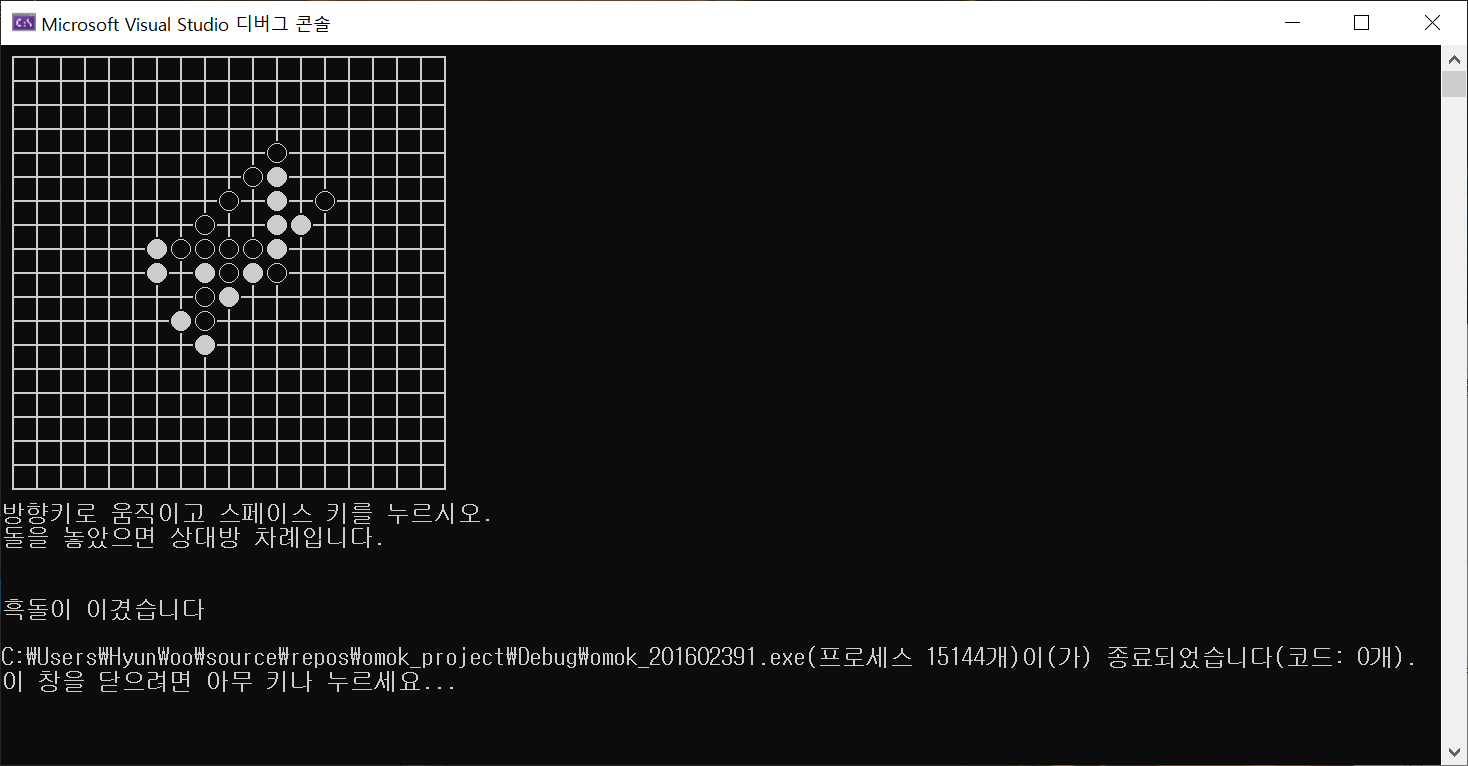 Microsoft Visual Studio 디버그 콘솔
방향키로 움직이고 스페이스 키를 누르시오.
돌을 놓았으면 상대방 차례입니다.
흑돌이 이겼습니다
C:\Users\HyunWoo\source\repos\omok_project\Debug\omok_201602391.exe(프로세스 15144개)이(가) 종료되었습니다(코드: 0개).
이 창을 닫으려면 아무 키나 누르세요...